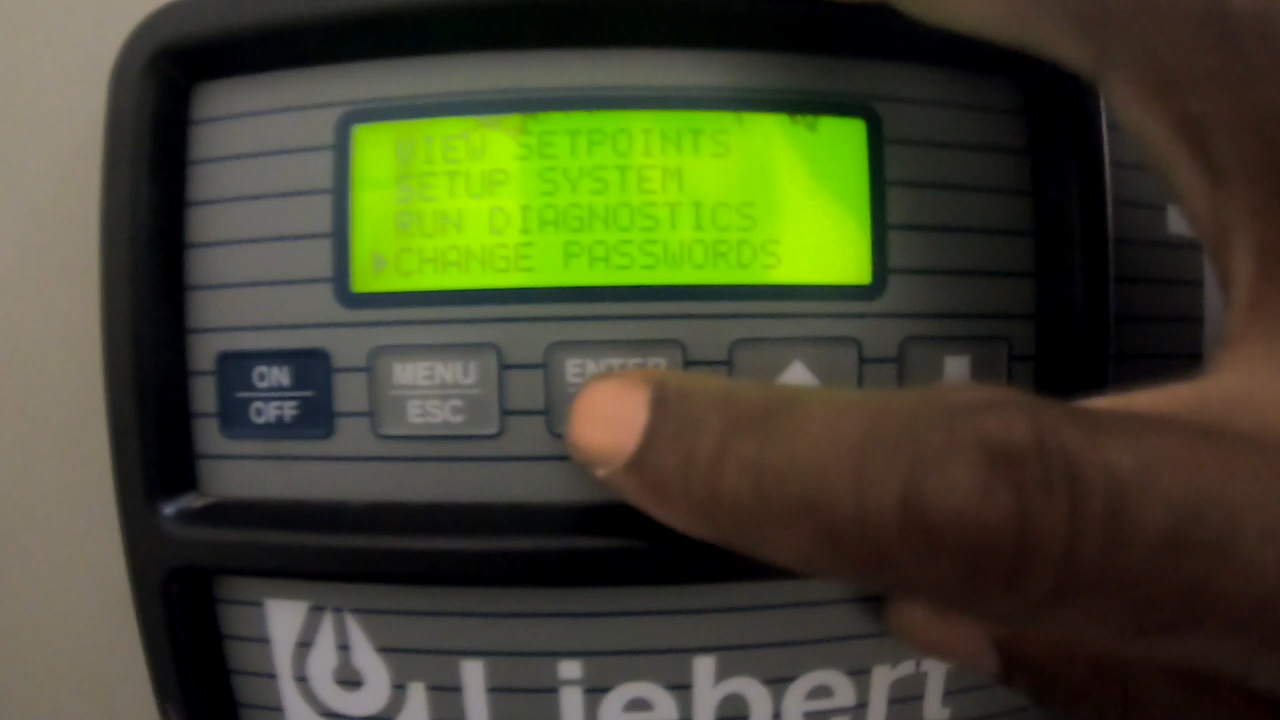 VIEW SETPOINTS
SETUP SYSTEM
RUN DIAGNOSTICS
CHANGE PASSWORDS
ON
OFF
MENU
ESC
ENTER
Liebert